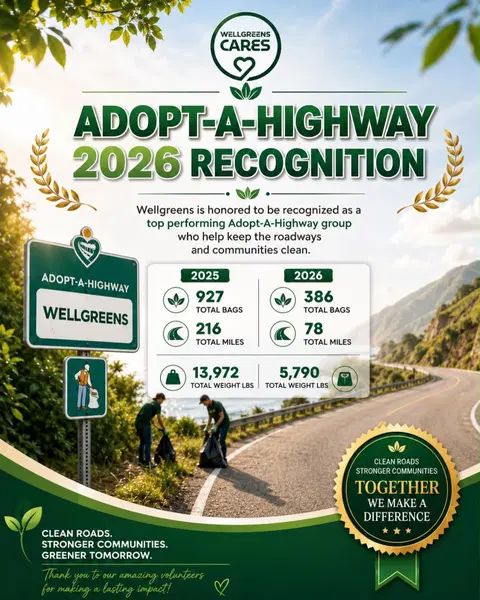 WELLGREENS
CARES
ADOPT-A-HIGHWAY
2026 RECOGNITION
Wellgreens is honored to be recognized as a
top performing Adopt-A-Highway group
who help keep the roadways
and communities clean.
ADOPT-A-HIGHWAY
WELLGREENS
2025
927
TOTAL BAGS
216
TOTAL MILES
13,972
TOTAL WEIGHT LBS
2026
386
TOTAL BAGS
78
TOTAL MILES
5,790
TOTAL WEIGHT LBS
CLEAN ROADS
STRONGER COMMUNITIES
TOGETHER
WE MAKE A
DIFFERENCE
CLEAN ROADS.
STRONGER COMMUNITIES.
GREENER TOMORROW.
Thank you to our amazing volunteers
for making a lasting impact!